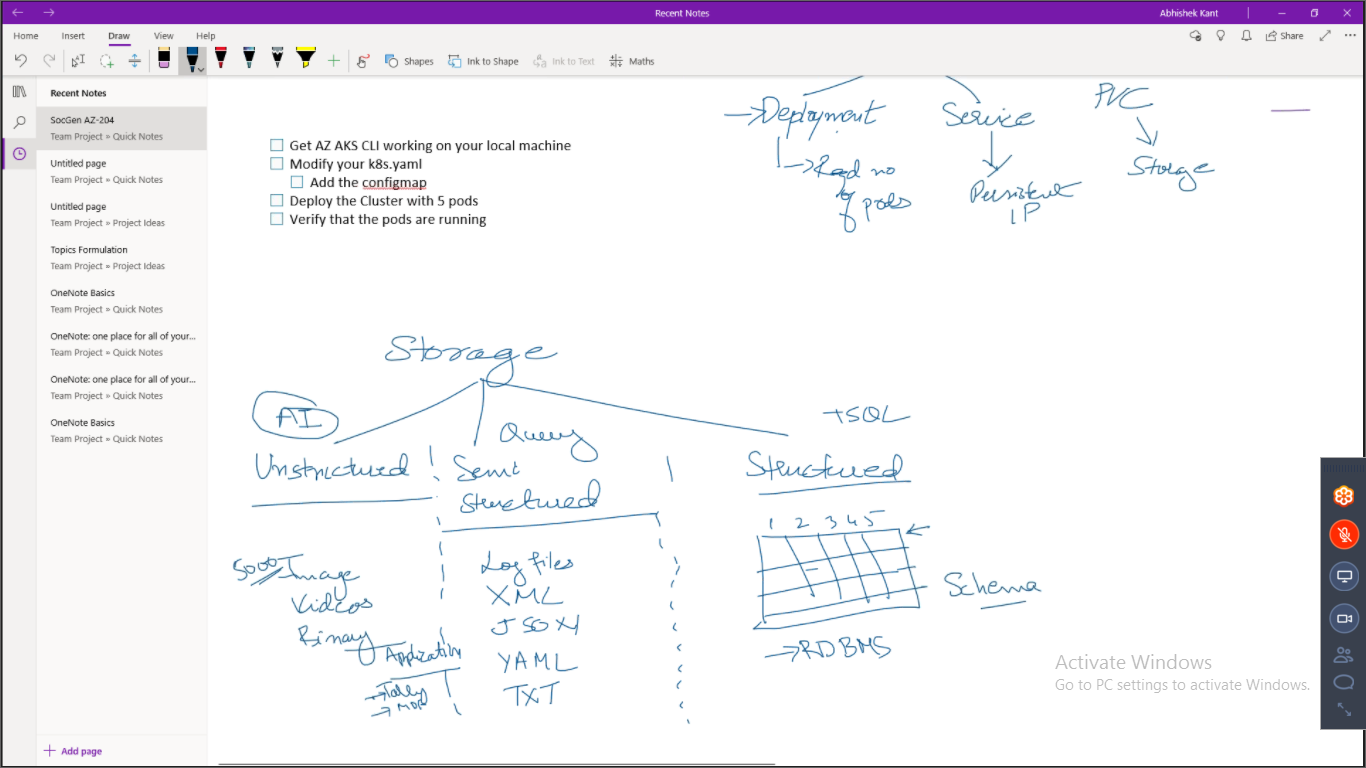 Recent Notes
Abhishek Kant
Home Insert Draw View Help
Share
Shapes Ink to Shape Ink to Text Maths
Recent Notes
SocGen AZ-204
Team Project » Quick Notes
Untitled page
Team Project » Quick Notes
Untitled page
Team Project » Project Ideas
Topics Formulation
Team Project » Project Ideas
OneNote Basics
Team Project » Quick Notes
OneNote: one place for all of your...
Team Project » Quick Notes
OneNote: one place for all of your...
Team Project » Quick Notes
OneNote Basics
Team Project » Quick Notes
Add page
Get AZ AKS CLI working on your local machine
Modify your k8s.yaml
Add the configmap
Deploy the Cluster with 5 pods
Verify that the pods are running
Deployment
no
of pods
Service
Persistent
IP
PVC
Storage
Storage
AI
Unstrictured
5000 Image
Videos
Binary
Application
Tally
Query
Semi
Structured
Log files
XML
JSON
YAML
TXT
TSQL
Structured
1 2 3 4 5
Schema
RDBMS
Activate Windows
Go to PC settings to activate Windows.